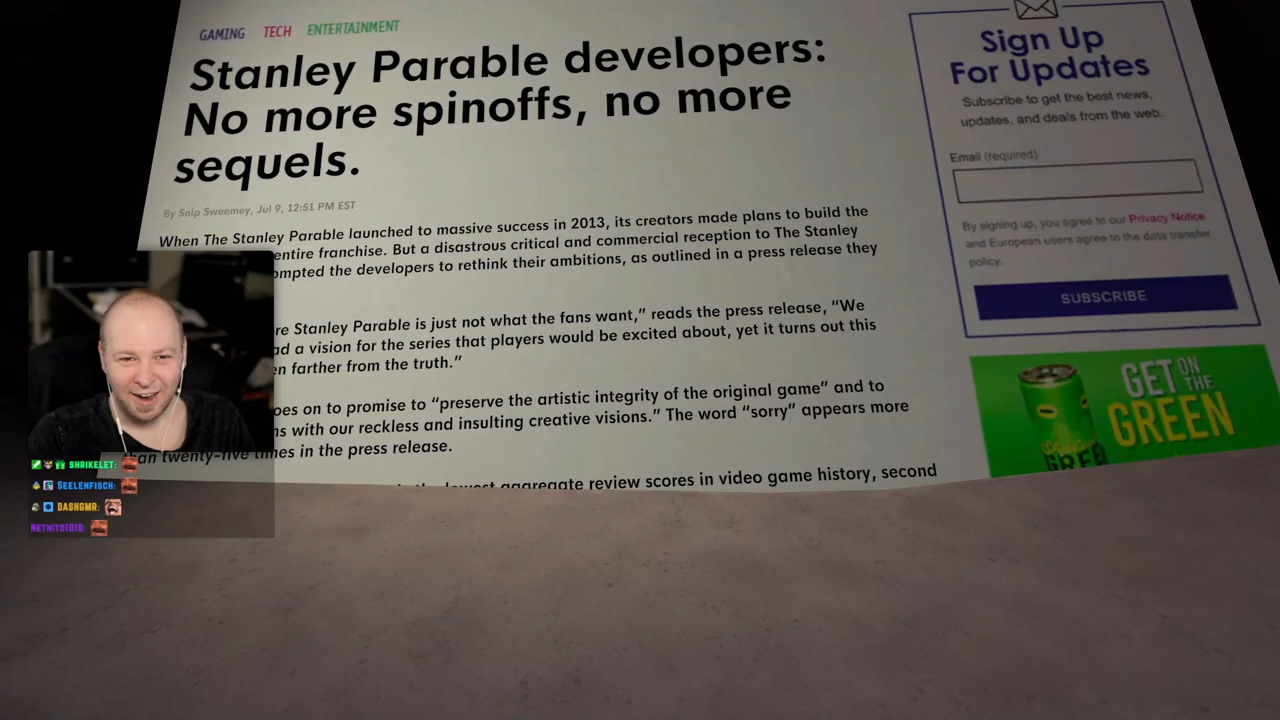 GAMING TECH ENTERTAINMENT
Stanley Parable developers:
No more spinoffs, no more
sequels.
By Snip Sweemey, Jul 9, 12:51 PM EST
When The Stanley Parable launched to massive success in 2013, its creators made plans to build the
entire franchise. But a disastrous critical and commercial reception to The Stanley
ompted the developers to rethink their ambitions, as outlined in a press release they
re Stanley Parable is just not what the fans want,” reads the press release, “We
ad a vision for the series that players would be excited about, yet it turns out this
en farther from the truth.”
oes on to promise to “preserve the artistic integrity of the original game” and to
ns with our reckless and insulting creative visions.” The word “sorry” appears more
han twenty-five times in the press release.
lowest aggregate review scores in video game history, second
Sign Up
For Updates
Subscribe to get the best news,
updates, and deals from the web.
Email (required)
By signing up, you agree to our Privacy Notice
and European users agree to the data transfer
policy.
SUBSCRIBE
GET ON THE
GREEN
SHRIKELET:
SEELENFISCH:
DASHGMR:
NETNITO1010: